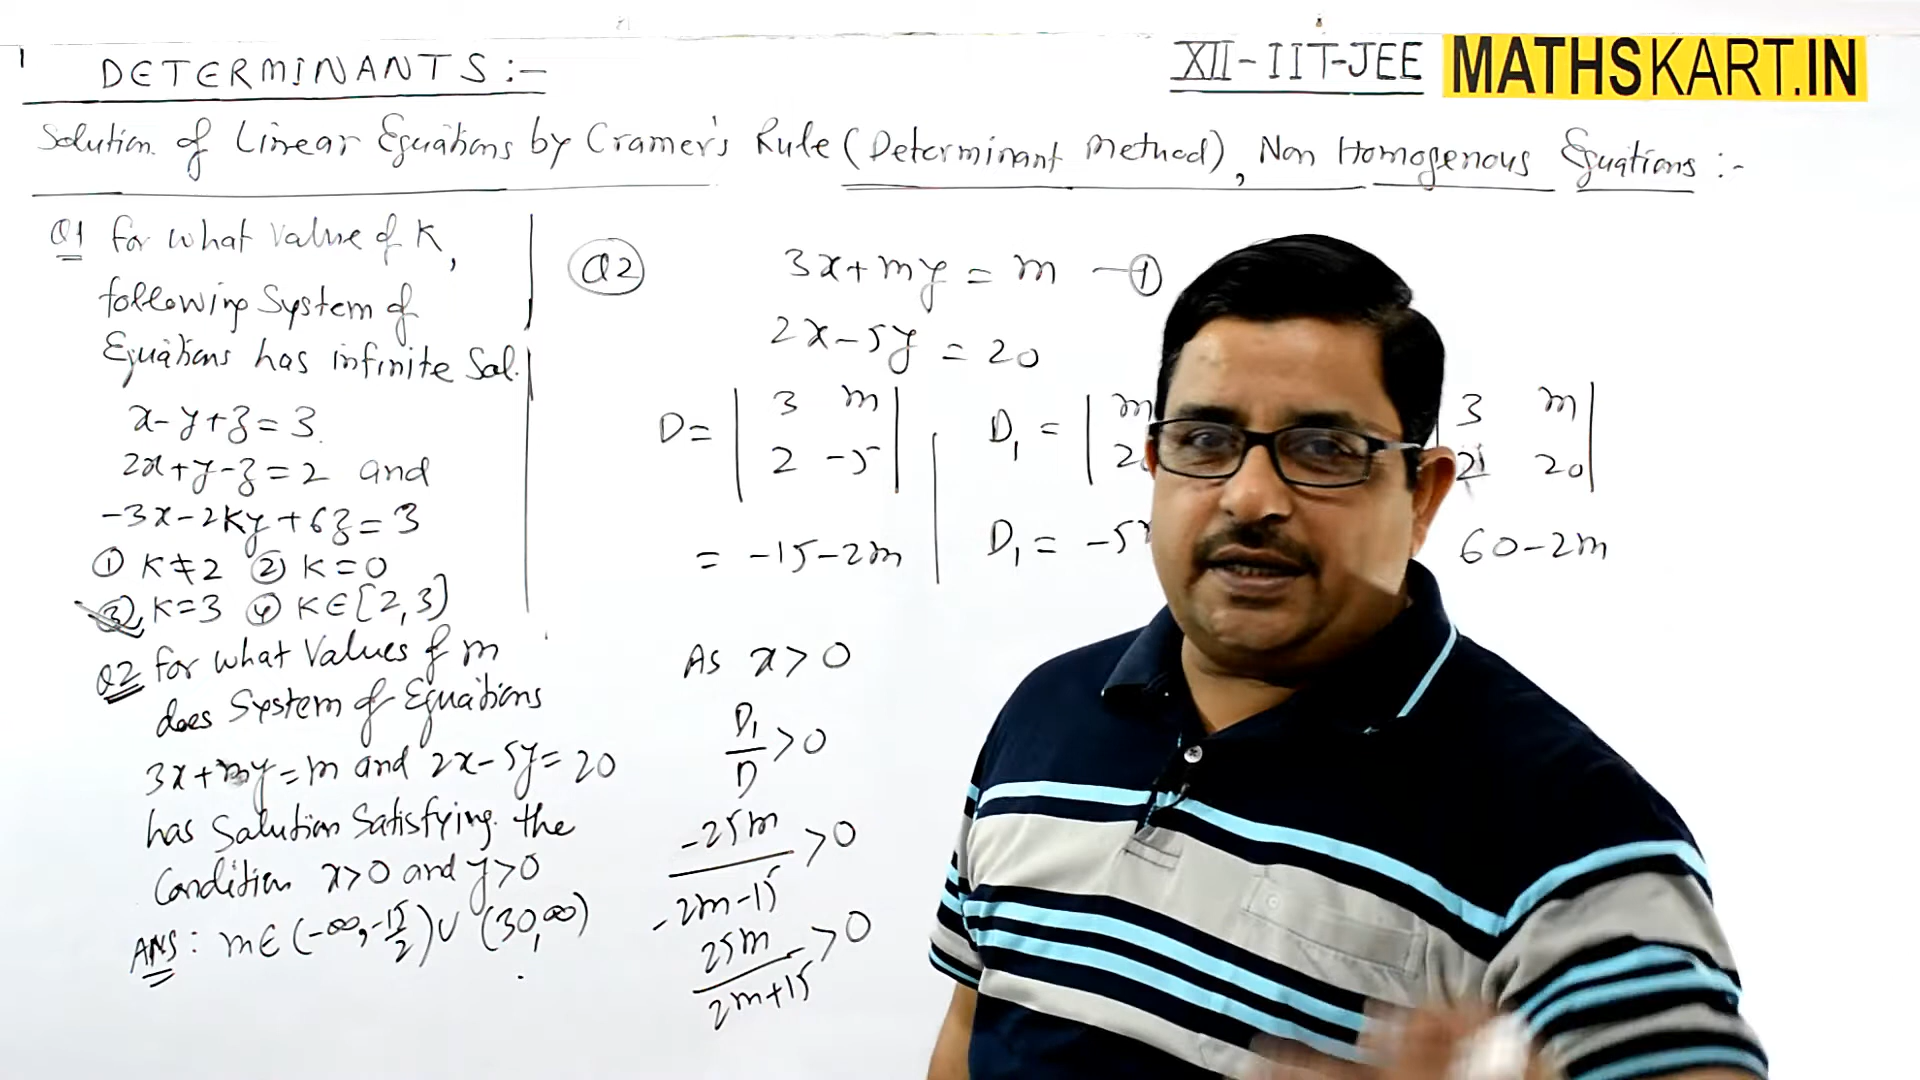 DETERMINANTS :-
XII-IIT-JEE MATHSKART.IN
Solution of Linear Equations by Cramer's Rule (Determinant Method), Non Homogenous Equations :-
Q1 for what value of K,
following System of
Equations has infinite Sol.
x-y+z=3
2x+y-z=2 and
-3x-2ky+6z=3
① K≠2 ② K=0
③ K=3 ④ K∈[2,3]
Q2 for what Values of m
does System of Equations
3x+my=m and 2x-5y=20
has Solution Satisfying the
Condition x>0 and y>0
ANS: m∈(-∞,-15/2)∪(30,∞)
Q2
3x+my=m —①
2x-5y=20
D= | 3 m |
| 2 -5 |
= -15-2m
D₁ = | m
| 2
D₁ = -5
3 m |
2 20 |
60-2m
As x>0
D₁/D >0
-25m/-2m-15 >0
25m/2m+15 >0